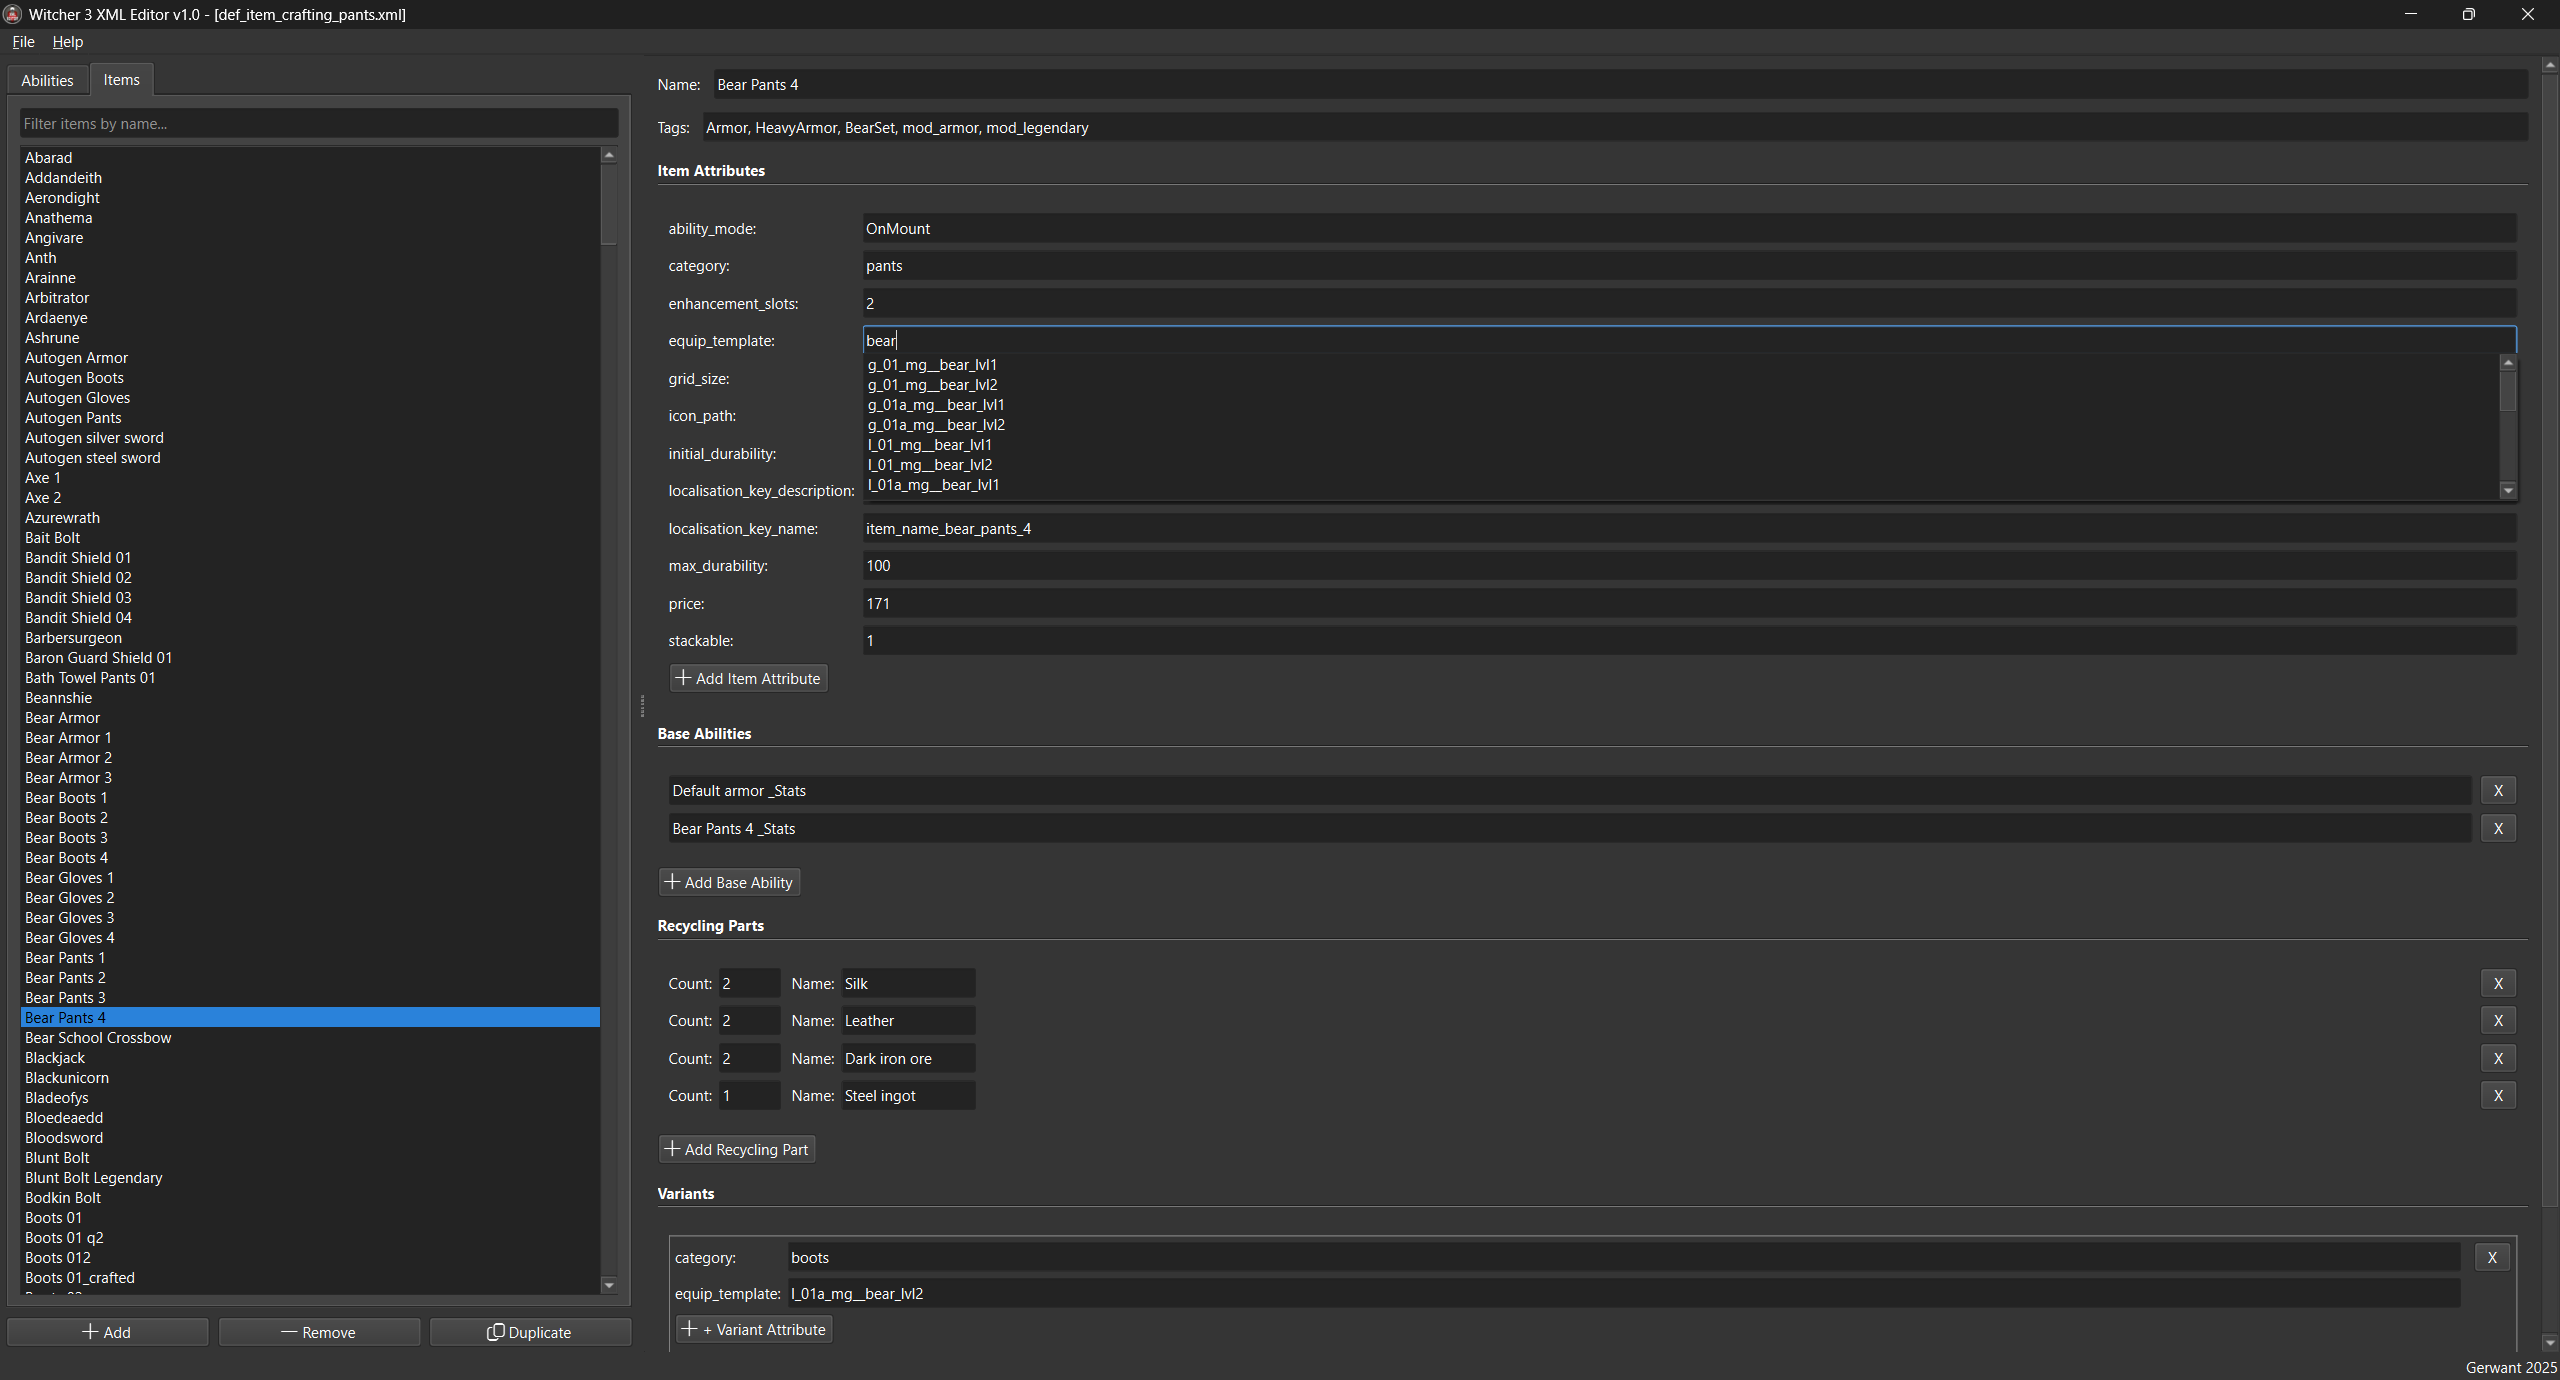 Witcher 3 XML Editor v1.0 - [def_item_crafting_pants.xml]
File Help
Abilities Items
Filter items by name...
Abarad
Addandeith
Aerondight
Anathema
Angivare
Anth
Arainne
Arbitrator
Ardaenye
Ashrune
Autogen Armor
Autogen Boots
Autogen Gloves
Autogen Pants
Autogen silver sword
Autogen steel sword
Axe 1
Axe 2
Azurewrath
Bait Bolt
Bandit Shield 01
Bandit Shield 02
Bandit Shield 03
Bandit Shield 04
Barbersurgeon
Baron Guard Shield 01
Bath Towel Pants 01
Beannshie
Bear Armor
Bear Armor 1
Bear Armor 2
Bear Armor 3
Bear Boots 1
Bear Boots 2
Bear Boots 3
Bear Boots 4
Bear Gloves 1
Bear Gloves 2
Bear Gloves 3
Bear Gloves 4
Bear Pants 1
Bear Pants 2
Bear Pants 3
Bear Pants 4
Bear School Crossbow
Blackjack
Blackunicorn
Bladeofys
Bloedeaedd
Bloodsword
Blunt Bolt
Blunt Bolt Legendary
Bodkin Bolt
Boots 01
Boots 01 q2
Boots 012
Boots 01_crafted
Add Remove Duplicate
Name: Bear Pants 4
Tags: Armor, HeavyArmor, BearSet, mod_armor, mod_legendary
Item Attributes
ability_mode: OnMount
category: pants
enhancement_slots: 2
equip_template: bear
g_01_mg__bear_lvl1
g_01_mg__bear_lvl2
g_01a_mg__bear_lvl1
g_01a_mg__bear_lvl2
l_01_mg__bear_lvl1
l_01_mg__bear_lvl2
l_01a_mg__bear_lvl1
grid_size:
icon_path:
initial_durability:
localisation_key_description:
localisation_key_name: item_name_bear_pants_4
max_durability: 100
price: 171
stackable: 1
Add Item Attribute
Base Abilities
Default armor _Stats X
Bear Pants 4 _Stats X
Add Base Ability
Recycling Parts
Count: 2 Name: Silk X
Count: 2 Name: Leather X
Count: 2 Name: Dark iron ore X
Count: 1 Name: Steel ingot X
Add Recycling Part
Variants
category: boots X
equip_template: l_01a_mg__bear_lvl2
+ Variant Attribute
Gerwant 2025